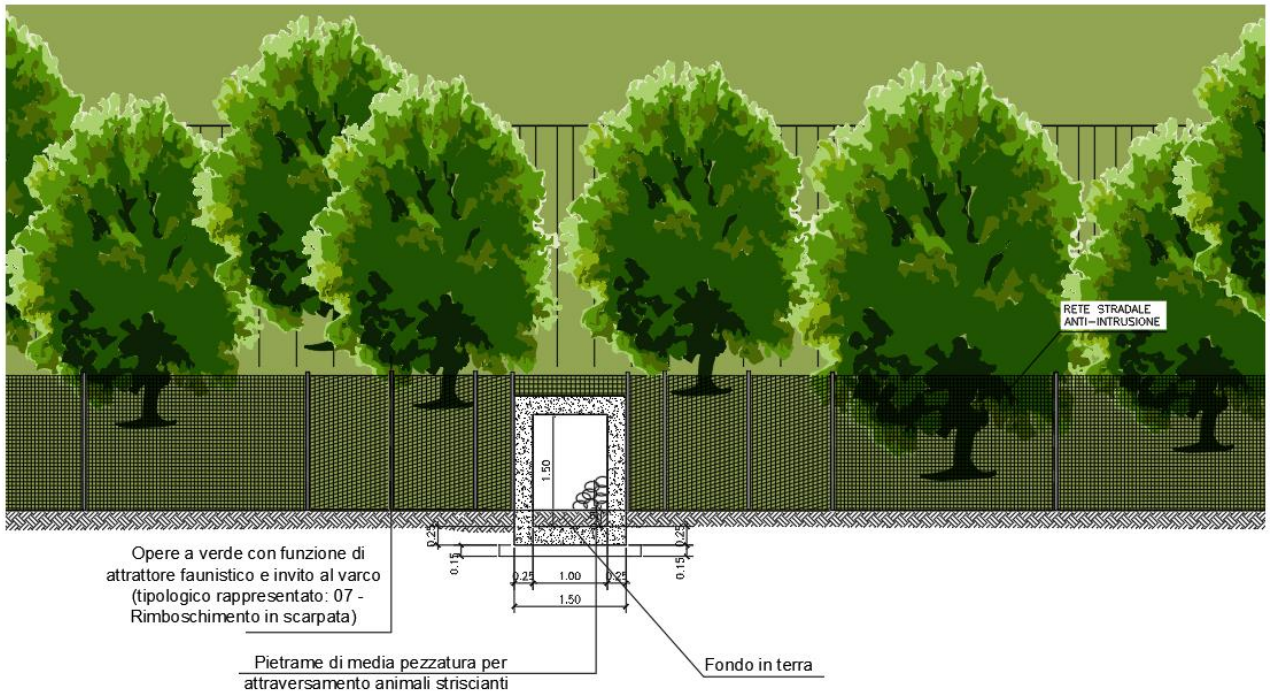 RETE STRADALE
ANTI-INTRUSIONE
1.50
0.25
0.25
0.15
0.15
0.25
1.00
0.25
1.50
Opere a verde con funzione di
attrattore faunistico e invito al varco
(tipologico rappresentato: 07 -
Rimboschimento in scarpata)
Pietrame di media pezzatura per
attraversamento animali striscianti
Fondo in terra